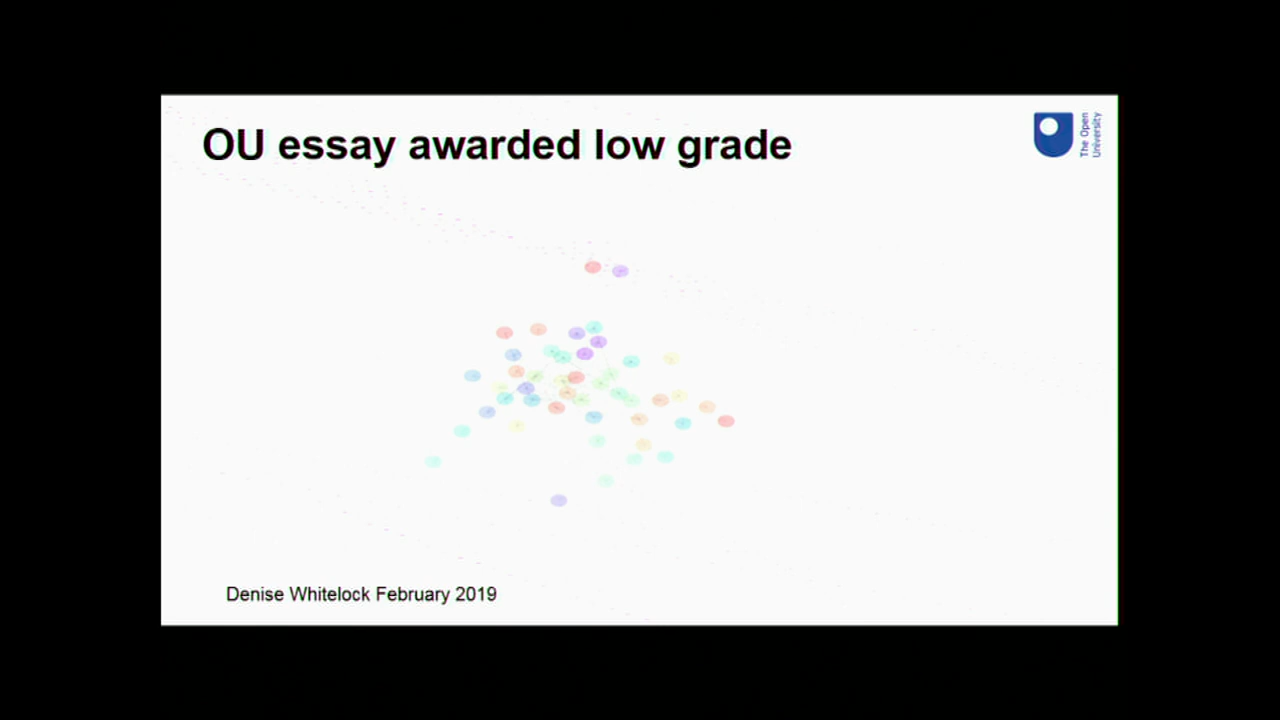 OU essay awarded low grade
The Open
University
Denise Whitelock February 2019